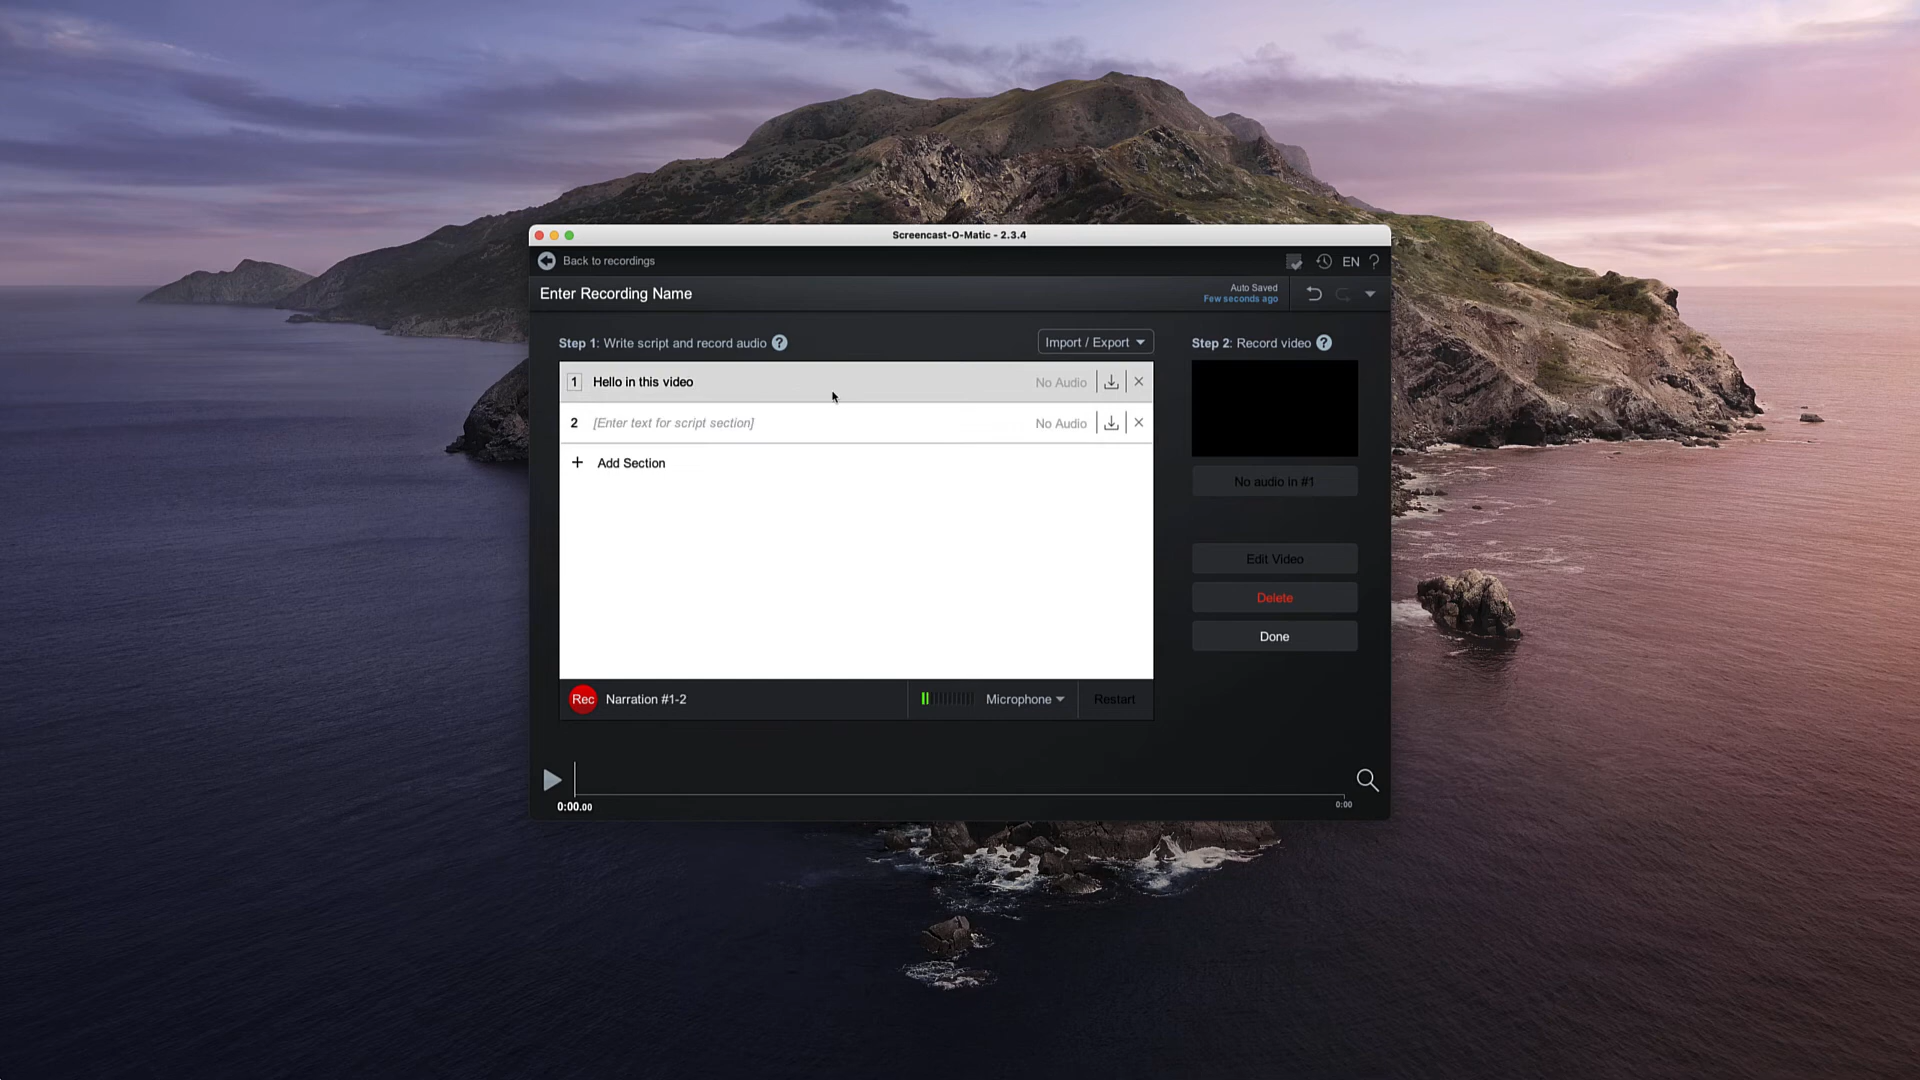 Screencast-O-Matic - 2.3.4
Back to recordings
EN ?
Enter Recording Name
Auto Saved
Few seconds ago
Step 1: Write script and record audio ?
Import / Export
Step 2: Record video ?
1 Hello in this video No Audio
2 [Enter text for script section] No Audio
+ Add Section
No audio in #1
Edit Video
Delete
Done
Rec Narration #1-2 Microphone Restart
0:00.00
0:00